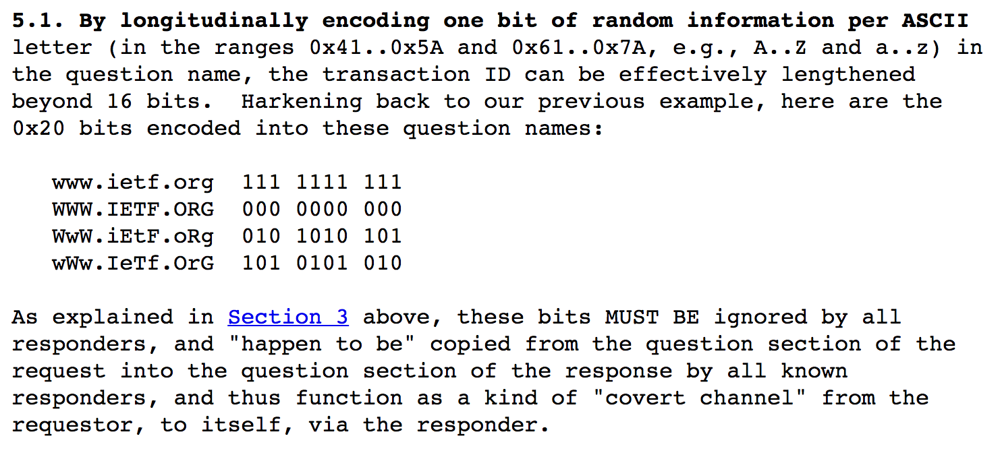 5.1. By longitudinally encoding one bit of random information per ASCII
letter (in the ranges 0x41..0x5A and 0x61..0x7A, e.g., A..Z and a..z) in
the question name, the transaction ID can be effectively lengthened
beyond 16 bits.  Harkening back to our previous example, here are the
0x20 bits encoded into these question names:
www.ietf.org  111 1111 111
WWW.IETF.ORG  000 0000 000
WwW.iEtF.oRg  010 1010 101
wWw.IeTf.OrG  101 0101 010
As explained in Section 3 above, these bits MUST BE ignored by all
responders, and "happen to be" copied from the question section of the
request into the question section of the response by all known
responders, and thus function as a kind of "covert channel" from the
requestor, to itself, via the responder.